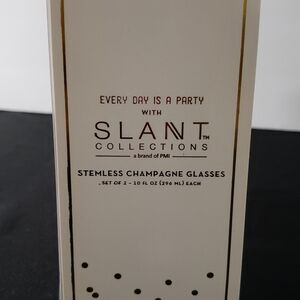 EVERY DAY IS A PARTY
WITH
SLANT™
COLLECTIONS
a brand of PMI
STEMLESS CHAMPAGNE GLASSES
SET OF 2 - 10 FL OZ (296 ML) EACH